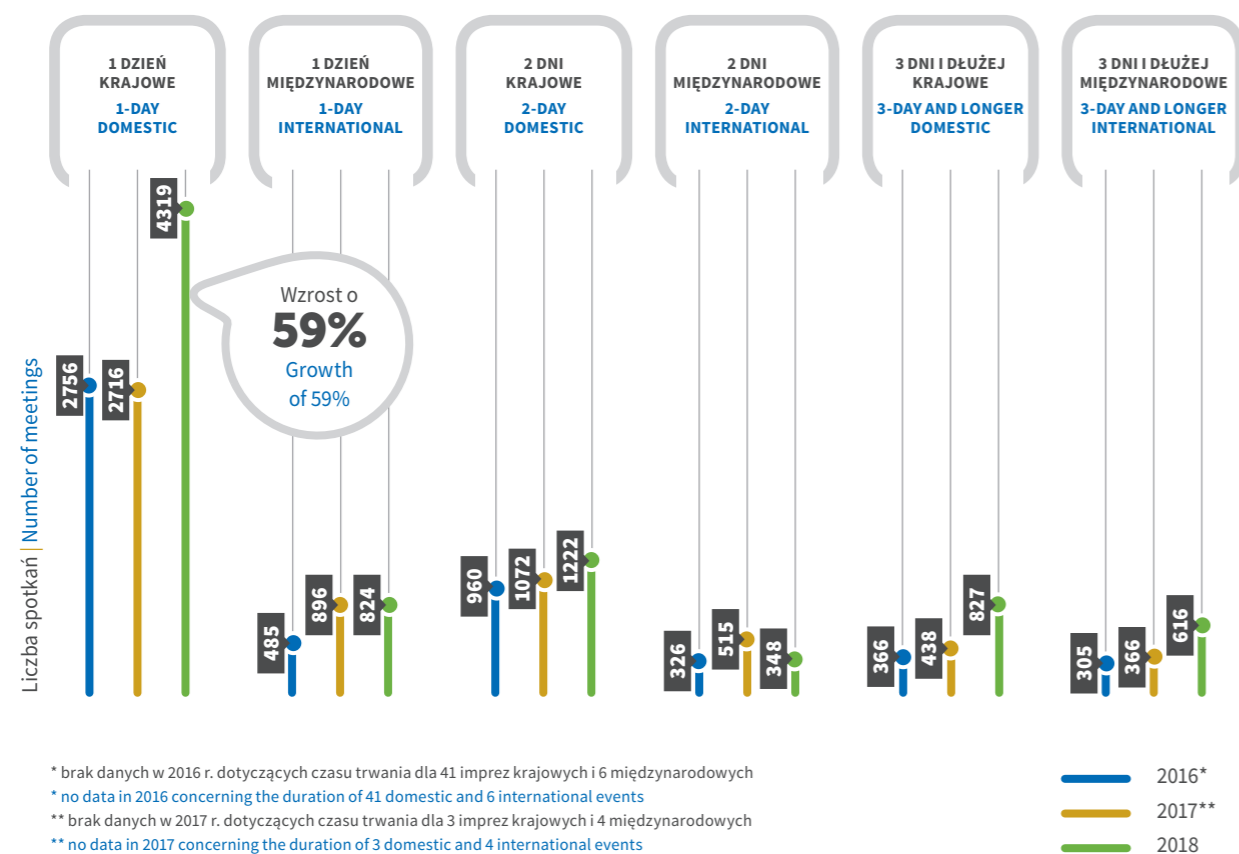 1 DZIEŃ
KRAJOWE
1-DAY
DOMESTIC
1 DZIEŃ
MIĘDZYNARODOWE
1-DAY
INTERNATIONAL
2 DNI
KRAJOWE
2-DAY
DOMESTIC
2 DNI
MIĘDZYNARODOWE
2-DAY
INTERNATIONAL
3 DNI I DŁUŻEJ
KRAJOWE
3-DAY AND LONGER
DOMESTIC
3 DNI I DŁUŻEJ
MIĘDZYNARODOWE
3-DAY AND LONGER
INTERNATIONAL
Liczba spotkań | Number of meetings
2756
2716
4319
Wzrost o
59%
Growth
of 59%
485
896
824
960
1072
1222
326
515
348
366
438
827
305
366
616
* brak danych w 2016 r. dotyczących czasu trwania dla 41 imprez krajowych i 6 międzynarodowych
* no data in 2016 concerning the duration of 41 domestic and 6 international events
** brak danych w 2017 r. dotyczących czasu trwania dla 3 imprez krajowych i 4 międzynarodowych
** no data in 2017 concerning the duration of 3 domestic and 4 international events
2016*
2017**
2018